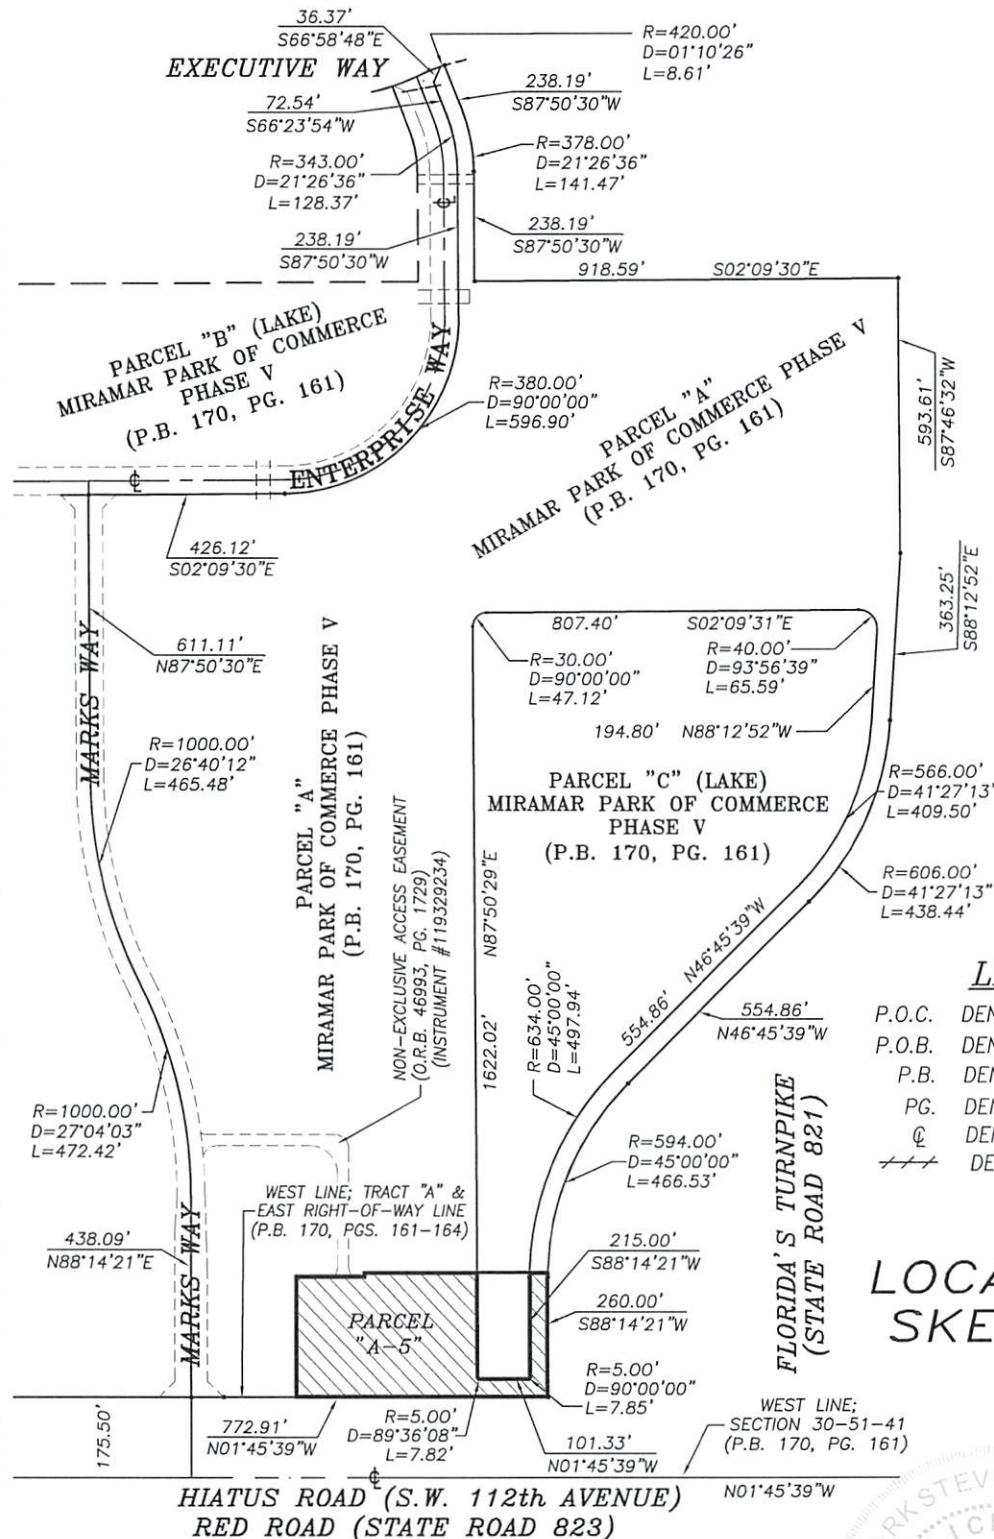 36.37'
S66°58'48"E
EXECUTIVE WAY
R=420.00'
D=01°10'26"
L=8.61'
238.19'
S87°50'30"W
72.54'
S66°23'54"W
R=378.00'
D=21°26'36"
L=141.47'
R=343.00'
D=21°26'36"
L=128.37'
238.19'
S87°50'30"W
238.19'
S87°50'30"W
918.59' S02°09'30"E
PARCEL "B" (LAKE)
MIRAMAR PARK OF COMMERCE
PHASE V
(P.B. 170, PG. 161)
ENTERPRISE WAY
R=380.00'
D=90°00'00"
L=596.90'
PARCEL "A"
MIRAMAR PARK OF COMMERCE PHASE V
(P.B. 170, PG. 161)
593.61'
S87°46'32"W
℄
℄
426.12'
S02°09'30"E
363.25'
S88°12'52"E
MARKS WAY
611.11'
N87°50'30"E
807.40' S02°09'31"E
R=30.00'
D=90°00'00"
L=47.12'
R=40.00'
D=93°56'39"
L=65.59'
194.80' N88°12'52"W
R=1000.00'
D=26°40'12"
L=465.48'
PARCEL "A"
MIRAMAR PARK OF COMMERCE PHASE V
(P.B. 170, PG. 161)
PARCEL "C" (LAKE)
MIRAMAR PARK OF COMMERCE
PHASE V
(P.B. 170, PG. 161)
R=566.00'
D=41°27'13"
L=409.50'
R=606.00'
D=41°27'13"
L=438.44'
NON-EXCLUSIVE ACCESS EASEMENT
(O.R.B. 46993, PG. 1729)
(INSTRUMENT #119329234)
1622.02' N87°50'29"E
554.86' N46°45'39"W
554.86'
N46°45'39"W
R=634.00'
D=45°00'00"
L=497.94'
P.O.C. DEN
P.O.B. DEN
P.B. DEN
PG. DEN
℄ DEN
DE
R=1000.00'
D=27°04'03"
L=472.42'
R=594.00'
D=45°00'00"
L=466.53'
FLORIDA'S TURNPIKE
(STATE ROAD 821)
WEST LINE; TRACT "A" &
EAST RIGHT-OF-WAY LINE
(P.B. 170, PGS. 161-164)
438.09'
N88°14'21"E
MARKS WAY
215.00'
S88°14'21"W
260.00'
S88°14'21"W
LOCA
SKE
PARCEL
"A-5"
R=5.00'
D=90°00'00"
L=7.85'
R=5.00'
D=89°36'08"
L=7.82'
772.91'
N01°45'39"W
101.33'
N01°45'39"W
175.50'
WEST LINE;
SECTION 30-51-41
(P.B. 170, PG. 161)
N01°45'39"W
℄
HIATUS ROAD (S.W. 112th AVENUE)
RED ROAD (STATE ROAD 823)